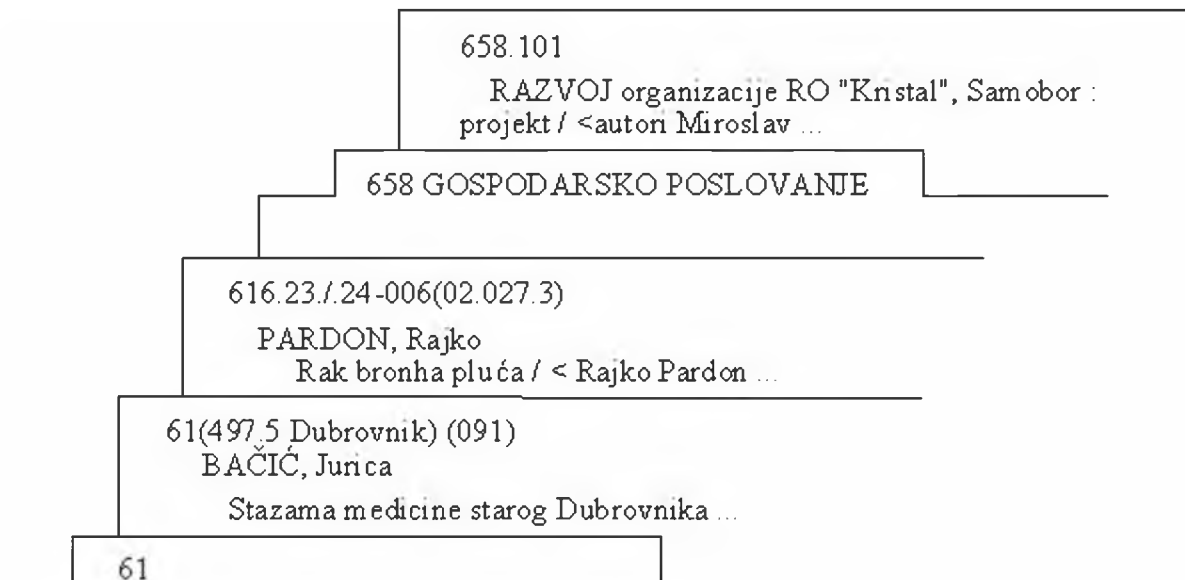 658.101
RAZVOJ organizacije RO "Kristal", Samobor :
projekt / <autori Miroslav ...
658 GOSPODARSKO POSLOVANJE
616.23./.24-006(02.027.3)
PARDON, Rajko
Rak bronha pluća / < Rajko Pardon ...
61(497.5 Dubrovnik) (091)
BAČIĆ, Jurica
Stazama medicine starog Dubrovnika ...
61